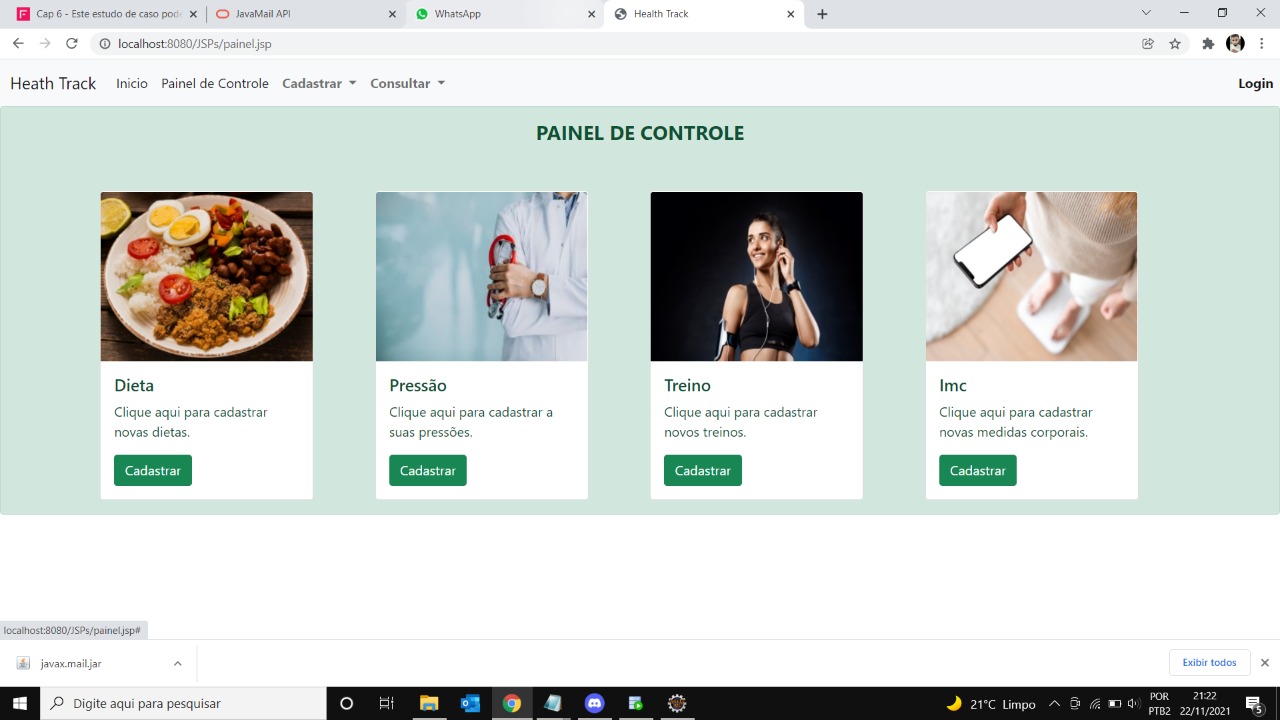 Cap 6 - Este estudo de caso pod
JavaMail API
WhatsApp
Health Track
localhost:8080/JSPs/painel.jsp
Heath Track
Inicio
Painel de Controle
Cadastrar
Consultar
Login
PAINEL DE CONTROLE
Dieta
Clique aqui para cadastrar
novas dietas.
Cadastrar
Pressão
Clique aqui para cadastrar a
suas pressões.
Cadastrar
Treino
Clique aqui para cadastrar
novos treinos.
Cadastrar
Imc
Clique aqui para cadastrar
novas medidas corporais.
Cadastrar
localhost:8080/JSPs/painel.jsp#
javax.mail.jar
Exibir todos
Digite aqui para pesquisar
21°C Limpo
POR
PTB2
21:22
22/11/2021
5